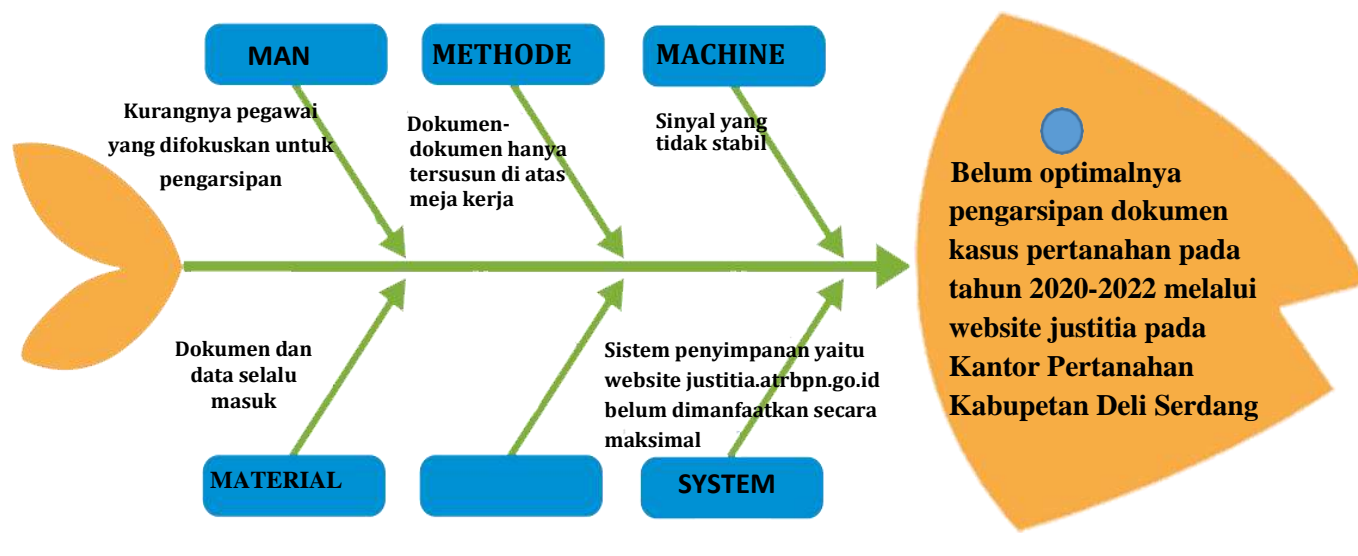 MAN
METHODE
MACHINE
Kurangnya pegawai
yang difokuskan untuk
pengarsipan
Dokumen-
dokumen hanya
tersusun di atas
meja kerja
Sinyal yang
tidak stabil
Belum optimalnya
pengarsipan dokumen
kasus pertanahan pada
tahun 2020-2022 melalui
website justitia pada
Kantor Pertanahan
Kabupetan Deli Serdang
Dokumen dan
data selalu
masuk
Sistem penyimpanan yaitu
website justitia.atrbpn.go.id
belum dimanfaatkan secara
maksimal
MATERIAL
SYSTEM